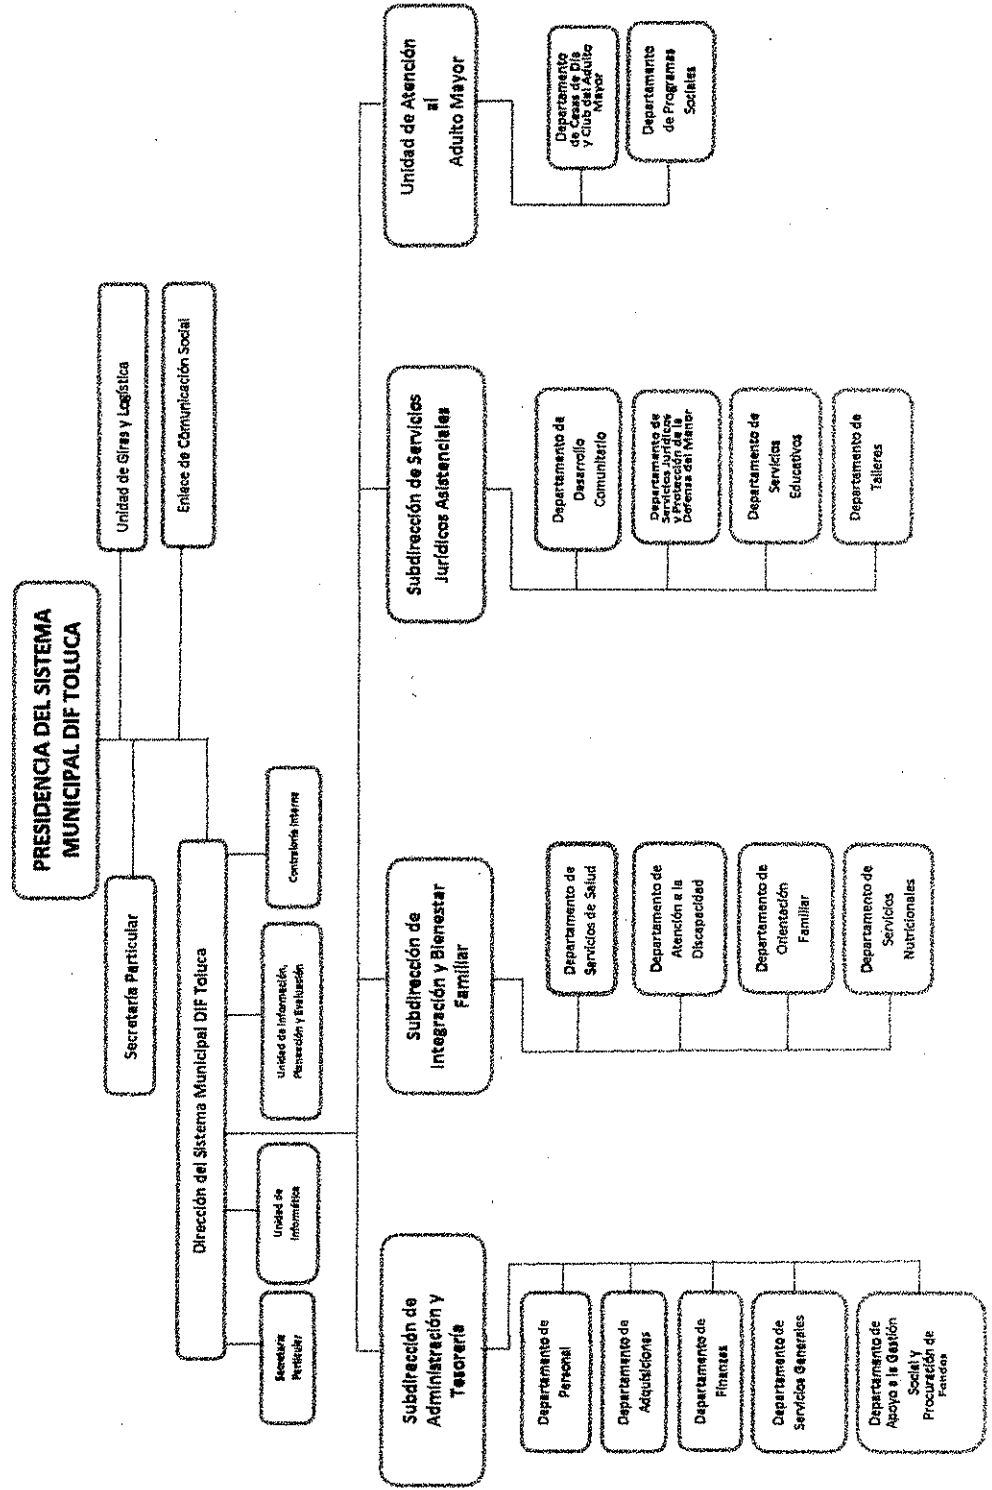 PRESIDENCIA DEL SISTEMA
MUNICIPAL DIF TOLUCA
Secretaría Particular
Unidad de Giras y Logística
Enlace de Comunicación Social
Dirección del Sistema Municipal DIF Toluca
Secretaria
Particular
Unidad de
Informática
Unidad de Información,
Planeación y Evaluación
Contraloría Interna
Subdirección de
Administración y
Tesorería
Subdirección de
Integración y Bienestar
Familiar
Subdirección de Servicios
Jurídicos Asistenciales
Unidad de Atención
al
Adulto Mayor
Departamento de
Personal
Departamento de
Adquisiciones
Departamento de
Finanzas
Departamento de
Servicios Generales
Departamento de
Apoyo a la Gestión
Social y
Procuración de
Fondos
Departamento de
Servicios de Salud
Departamento de
Atención a la
Discapacidad
Departamento de
Orientación
Familiar
Departamento de
Servicios
Nutricionales
Departamento de
Desarrollo
Comunitario
Departamento de
Servicios Jurídicos
y Protección de la
Defensa del Menor
Departamento de
Servicios
Educativos
Departamento de
Talleres
Departamento
de Casas de Día
y Club del Adulto
Mayor
Departamento
de Programas
Sociales